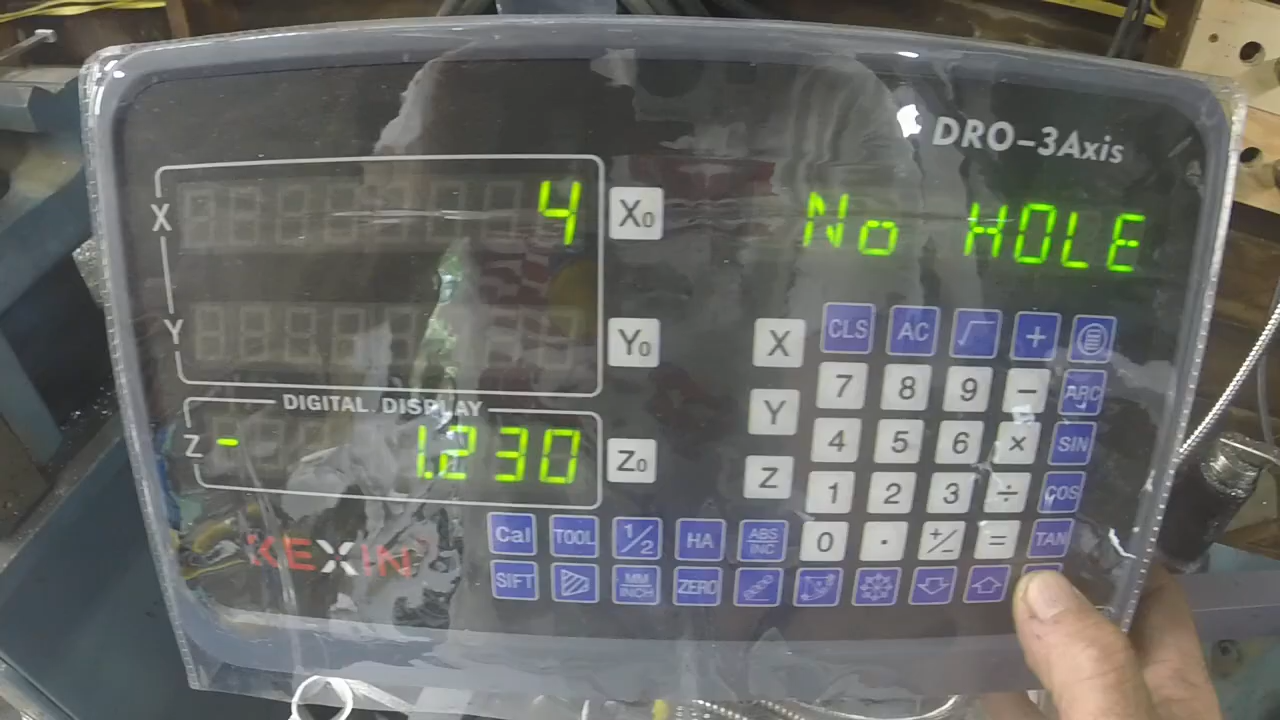 DRO-3Axis
X 4 X0
No HOLE
Y Y0
DIGITAL DISPLAY
Z - 1.230 Z0
X CLS AC √ +
7 8 9 - ARC
Y
4 5 6 × SIN
Z
1 2 3 ÷ COS
Cal TOOL 1/2 HA ABS/INC 0 . +/- = TAN
SIFT MM/INCH ZERO
KEXIN